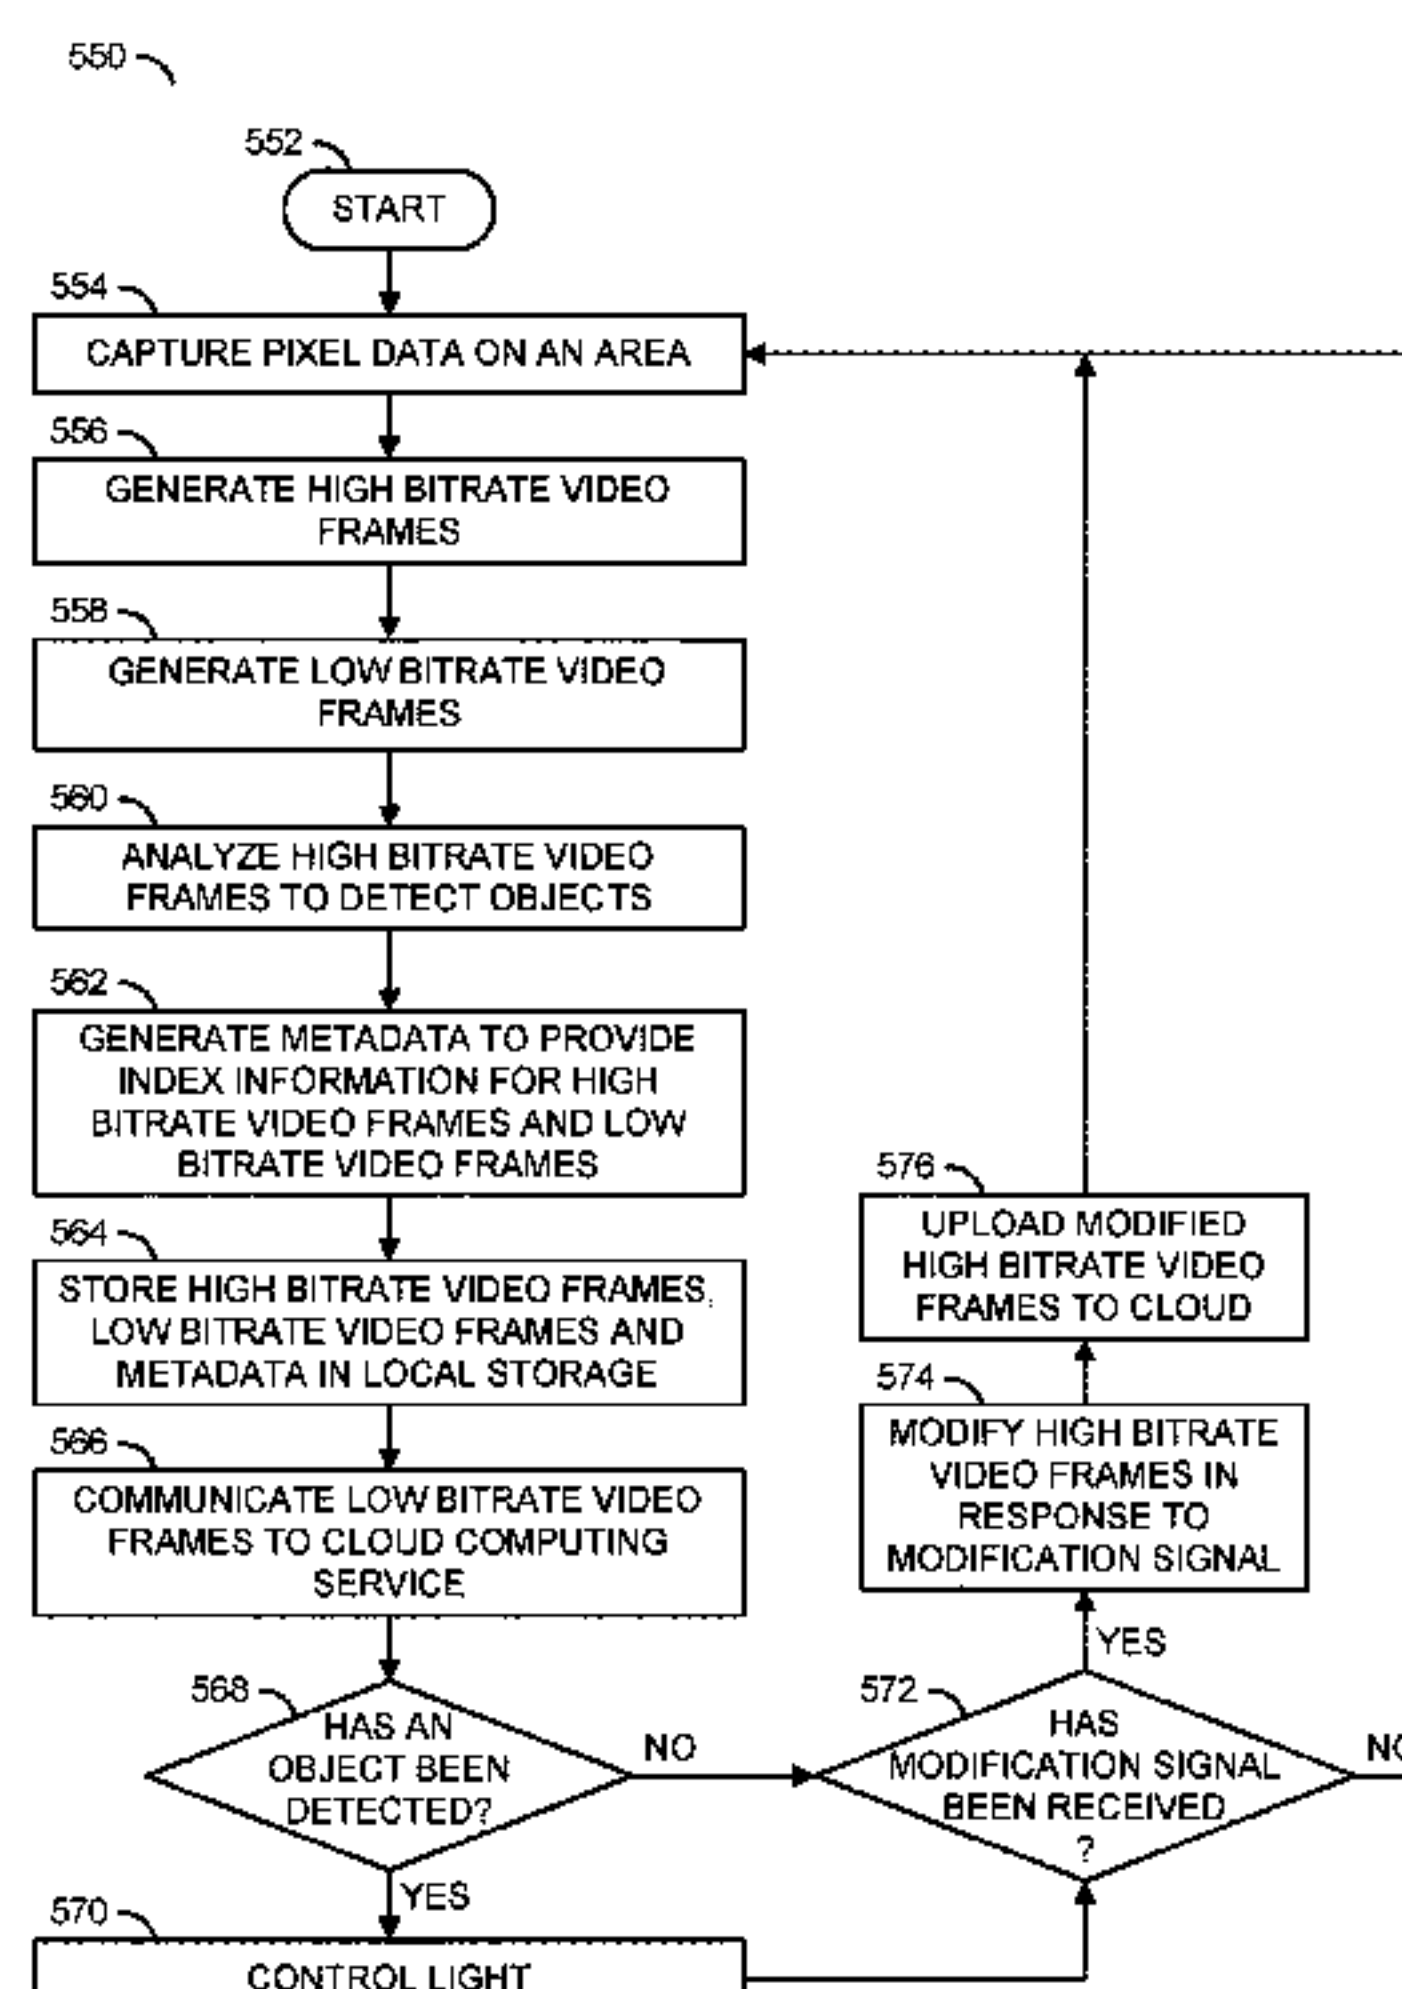 550
552
START
554
CAPTURE PIXEL DATA ON AN AREA
556
GENERATE HIGH BITRATE VIDEO
FRAMES
558
GENERATE LOW BITRATE VIDEO
FRAMES
560
ANALYZE HIGH BITRATE VIDEO
FRAMES TO DETECT OBJECTS
562
GENERATE METADATA TO PROVIDE
INDEX INFORMATION FOR HIGH
BITRATE VIDEO FRAMES AND LOW
BITRATE VIDEO FRAMES
564
STORE HIGH BITRATE VIDEO FRAMES,
LOW BITRATE VIDEO FRAMES AND
METADATA IN LOCAL STORAGE
566
COMMUNICATE LOW BITRATE VIDEO
FRAMES TO CLOUD COMPUTING
SERVICE
568
HAS AN
OBJECT BEEN
DETECTED?
NO
YES
570
CONTROL LIGHT
572
HAS
MODIFICATION SIGNAL
BEEN RECEIVED
?
NO
YES
574
MODIFY HIGH BITRATE
VIDEO FRAMES IN
RESPONSE TO
MODIFICATION SIGNAL
576
UPLOAD MODIFIED
HIGH BITRATE VIDEO
FRAMES TO CLOUD